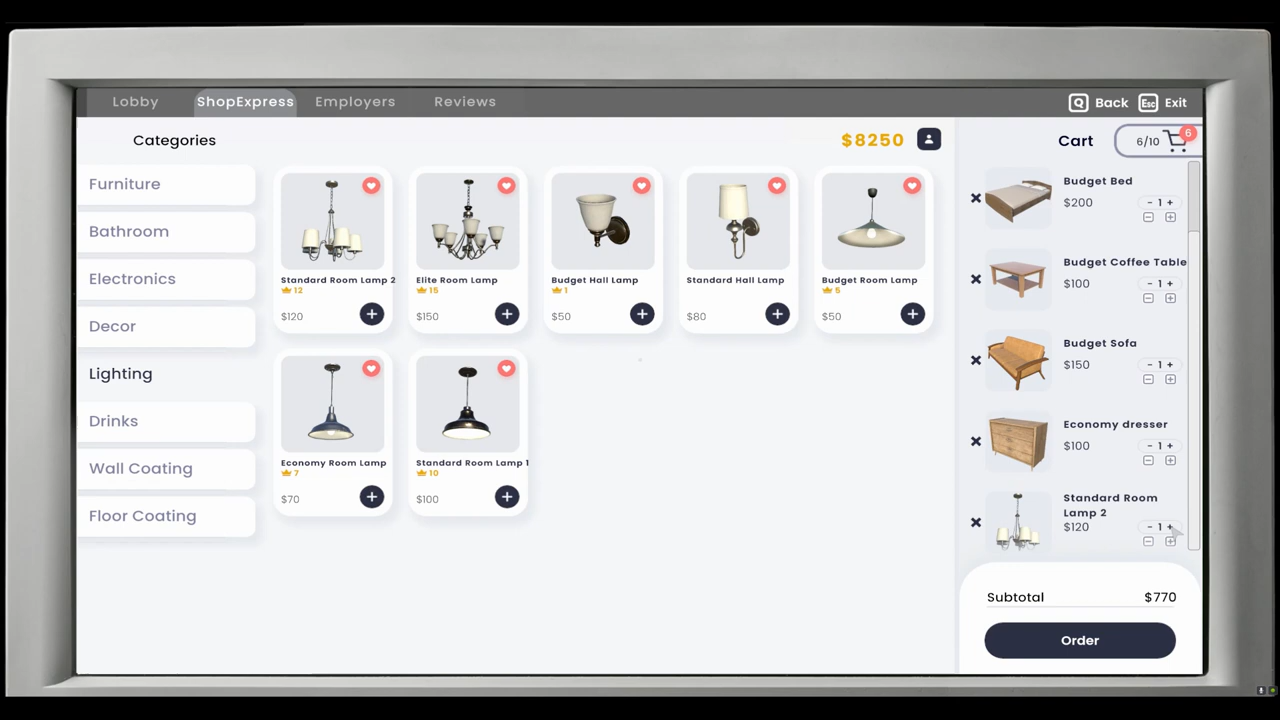 Lobby
ShopExpress
Employers
Reviews
Q Back
Esc Exit
Categories
$8250
Cart
6/10
6
Furniture
Bathroom
Electronics
Decor
Lighting
Drinks
Wall Coating
Floor Coating
Standard Room Lamp 2
12
$120
Elite Room Lamp
15
$150
Budget Hall Lamp
1
$50
Standard Hall Lamp
$80
Budget Room Lamp
5
$50
Economy Room Lamp
7
$70
Standard Room Lamp 1
10
$100
Budget Bed
$200
- 1 +
Budget Coffee Table
$100
- 1 +
Budget Sofa
$150
- 1 +
Economy dresser
$100
- 1 +
Standard Room
Lamp 2
$120
- 1 +
Subtotal
$770
Order